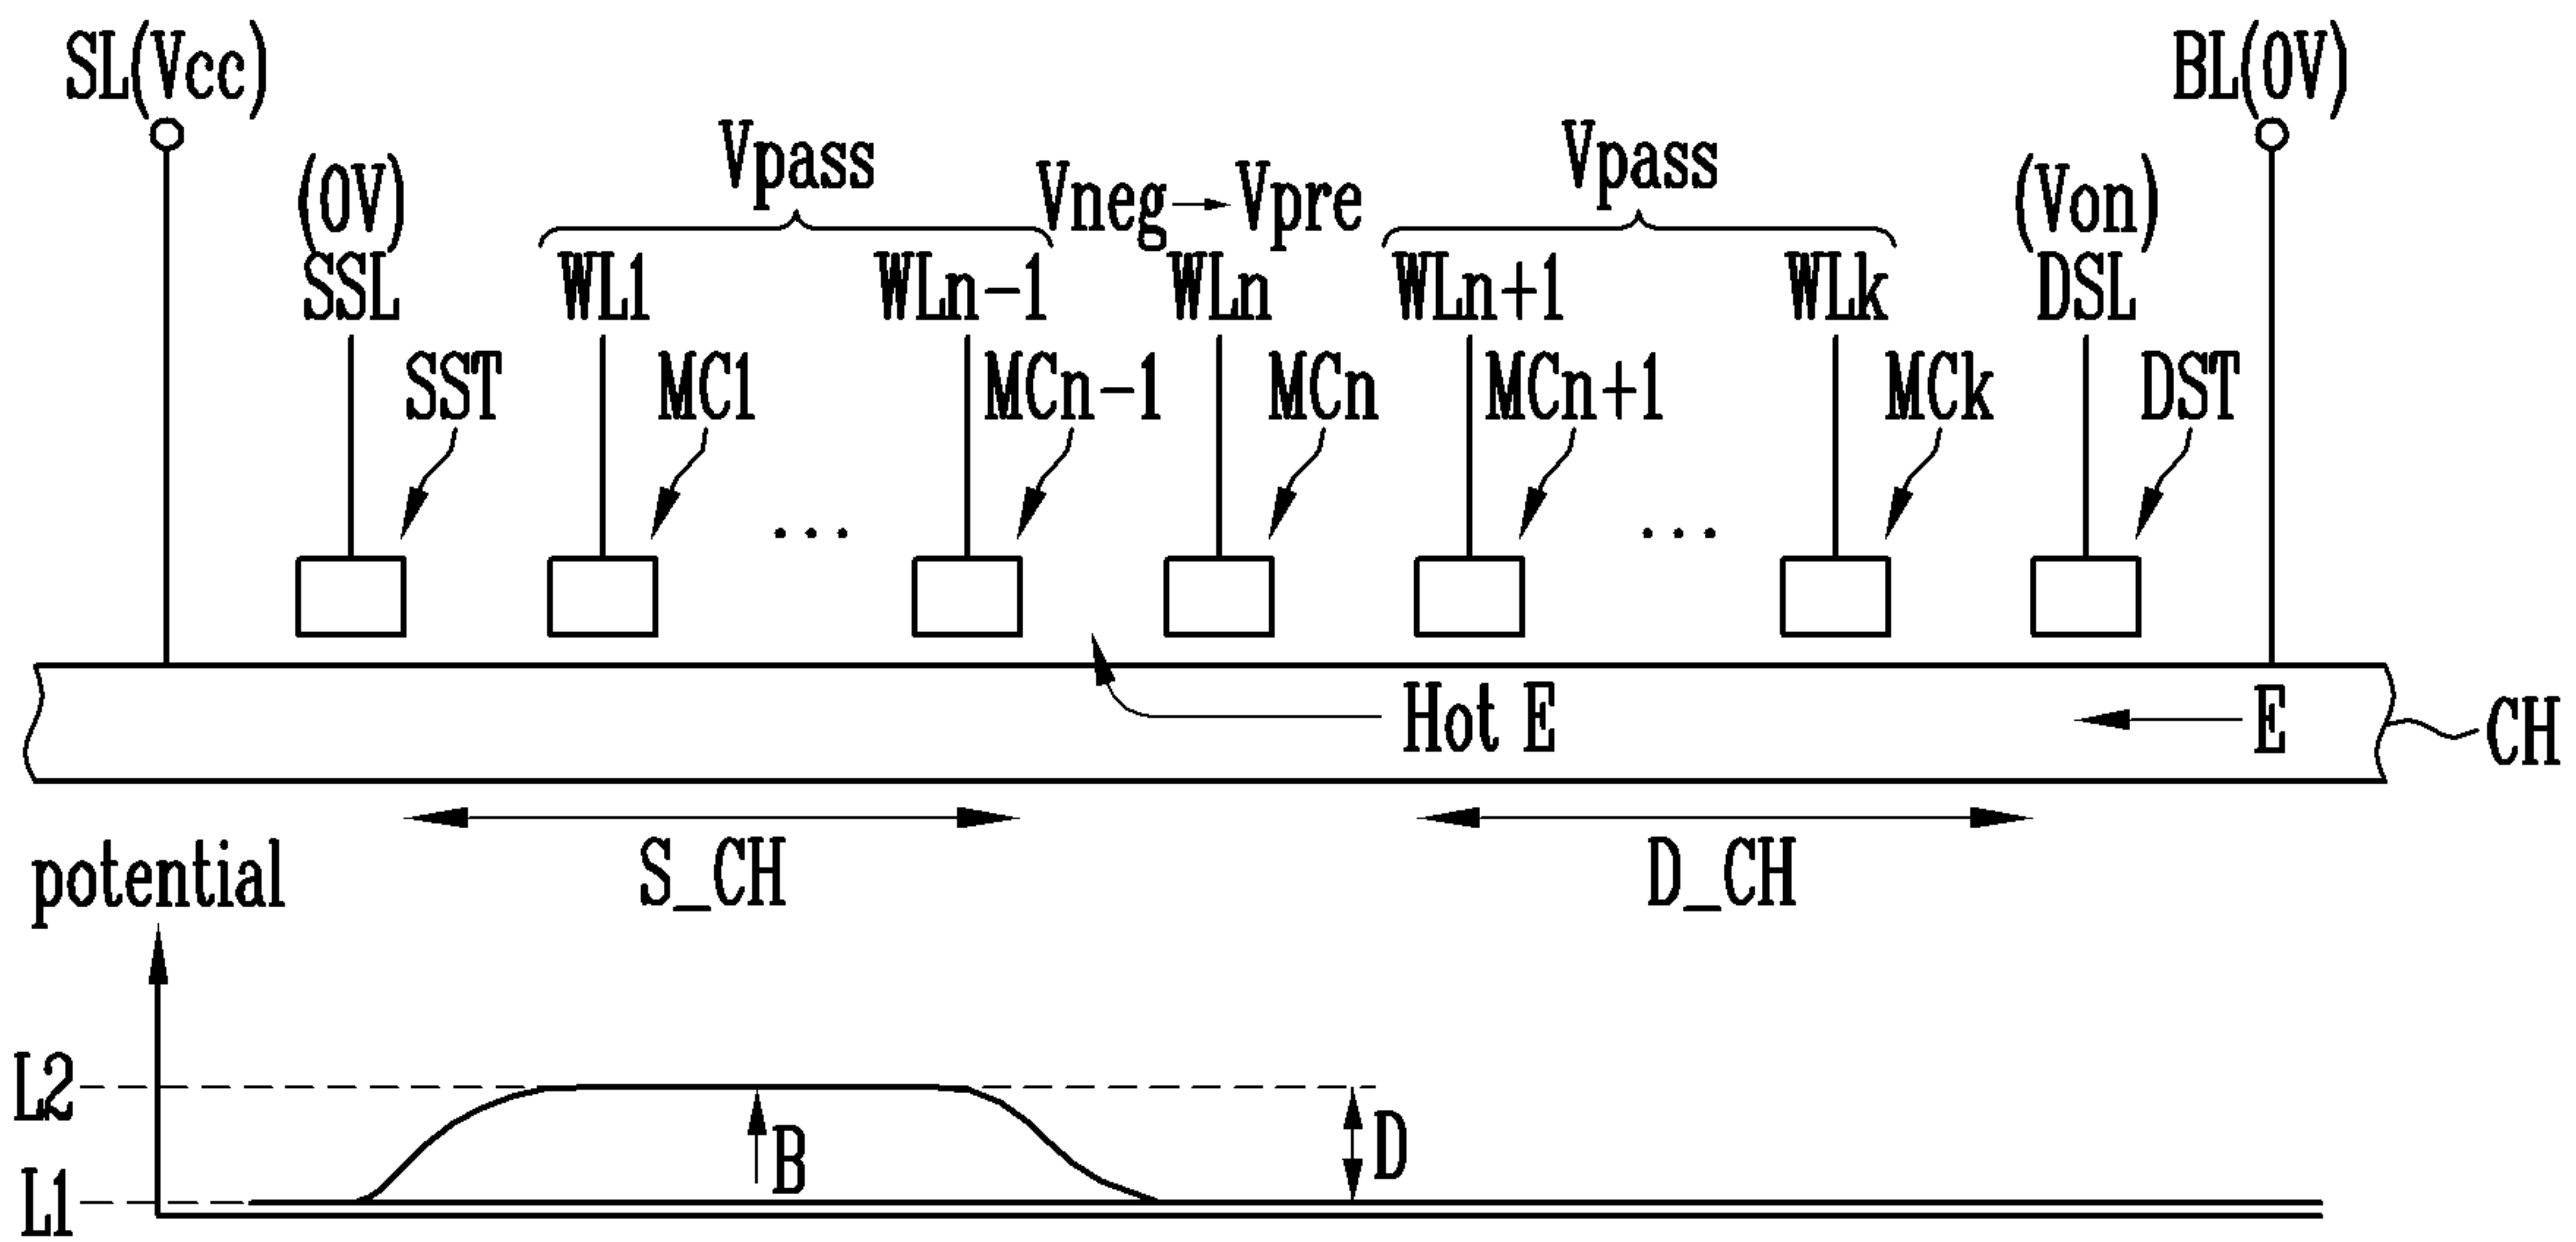 SL(Vcc) BL(0V)
Vpass Vpass
(0V) Vneg→Vpre (Von)
SSL WL1 WLn-1 WLn WLn+1 WLk DSL
SST MC1 MCn-1 MCn MCn+1 MCk DST
... ...
Hot E E CH
S_CH D_CH
potential
L2
B D
L1